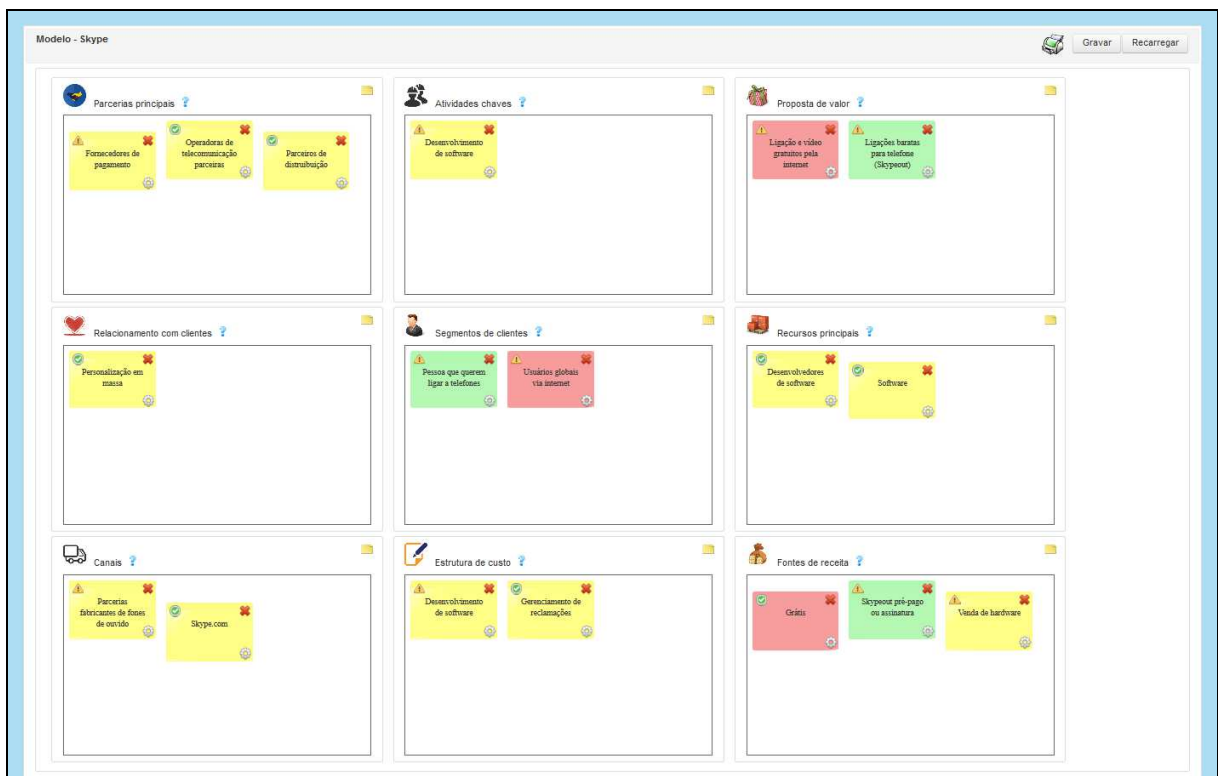 Modelo - Skype
Gravar
Recarregar
Parcerias principais ?
Fornecedores de
pagamento
Operadoras de
telecomunicação
parceiras
Parceiros de
distruibuição
Atividades chaves ?
Desenvolvimento
de software
Proposta de valor ?
Ligação e vídeo
gratuitos pela
internet
Ligações baratas
para telefone
(Skypeout)
Relacionamento com clientes ?
Personalização em
massa
Segmentos de clientes ?
Pessoa que querem
ligar a telefones
Usuários globais
via internet
Recursos principais ?
Desenvolvedores
de software
Software
Canais ?
Parcerias
fabricantes de fones
de ouvido
Skype.com
Estrutura de custo ?
Desenvolvimento
de software
Gerenciamento de
reclamações
Fontes de receita ?
Grátis
Skypeout pré-pago
ou assinatura
Venda de hardware